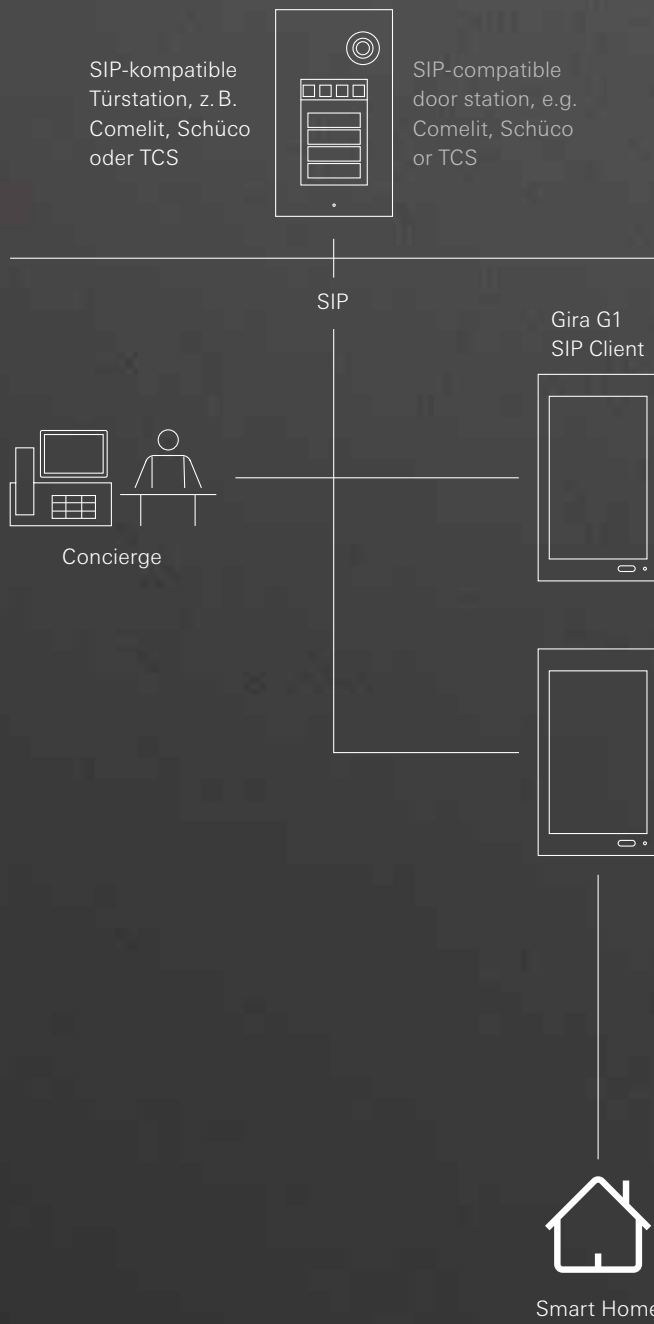 SIP-kompatible
Türstation, z. B.
Comelit, Schüco
oder TCS
SIP-compatible
door station, e.g.
Comelit, Schüco
or TCS
SIP
Gira G1
SIP Client
Concierge
Smart Home